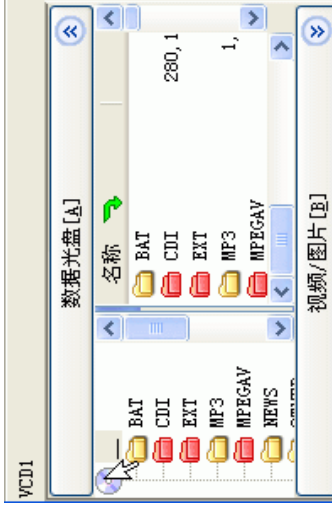 VCD1
数据光盘[A]
名称
BAT
CDI
EXT
MP3
MPEGAV
NEWS
BAT
CDI 280,1
EXT
MP3 1,
MPEGAV
视频/图片[B]